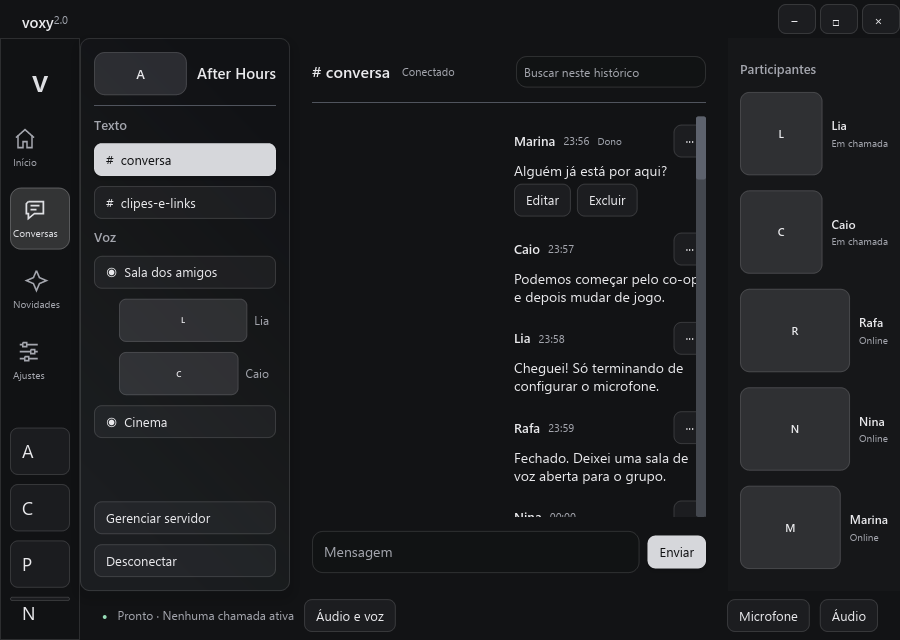 voxy2.0
V
Início
Conversas
Novidades
Ajustes
A
C
P
N
A After Hours
Texto
# conversa
# clipes-e-links
Voz
Sala dos amigos
L Lia
C Caio
Cinema
Gerenciar servidor
Desconectar
# conversa Conectado
Buscar neste histórico
Marina 23:56 Dono ...
Alguém já está por aqui?
Editar Excluir
Caio 23:57 ...
Podemos começar pelo co-op
e depois mudar de jogo.
Lia 23:58 ...
Cheguei! Só terminando de
configurar o microfone.
Rafa 23:59 ...
Fechado. Deixei uma sala de
voz aberta para o grupo.
Nina 00:00 ...
Mensagem
Enviar
Participantes
L Lia
Em chamada
C Caio
Em chamada
R Rafa
Online
N Nina
Online
M Marina
Online
• Pronto · Nenhuma chamada ativa
Áudio e voz
Microfone
Áudio